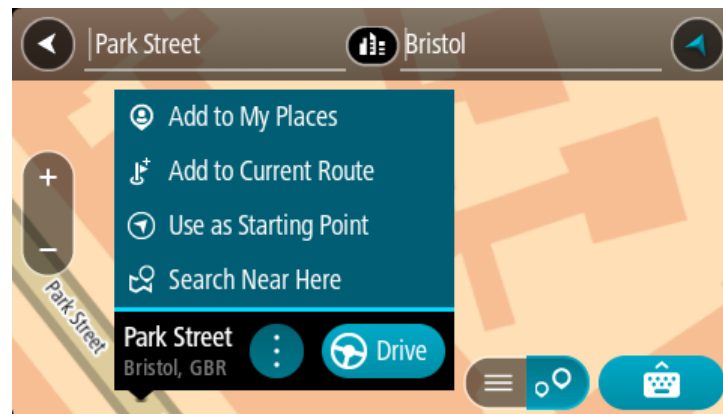 Park Street
Bristol
Add to My Places
Add to Current Route
Use as Starting Point
Search Near Here
Park Street
Park Street
Bristol, GBR
Drive